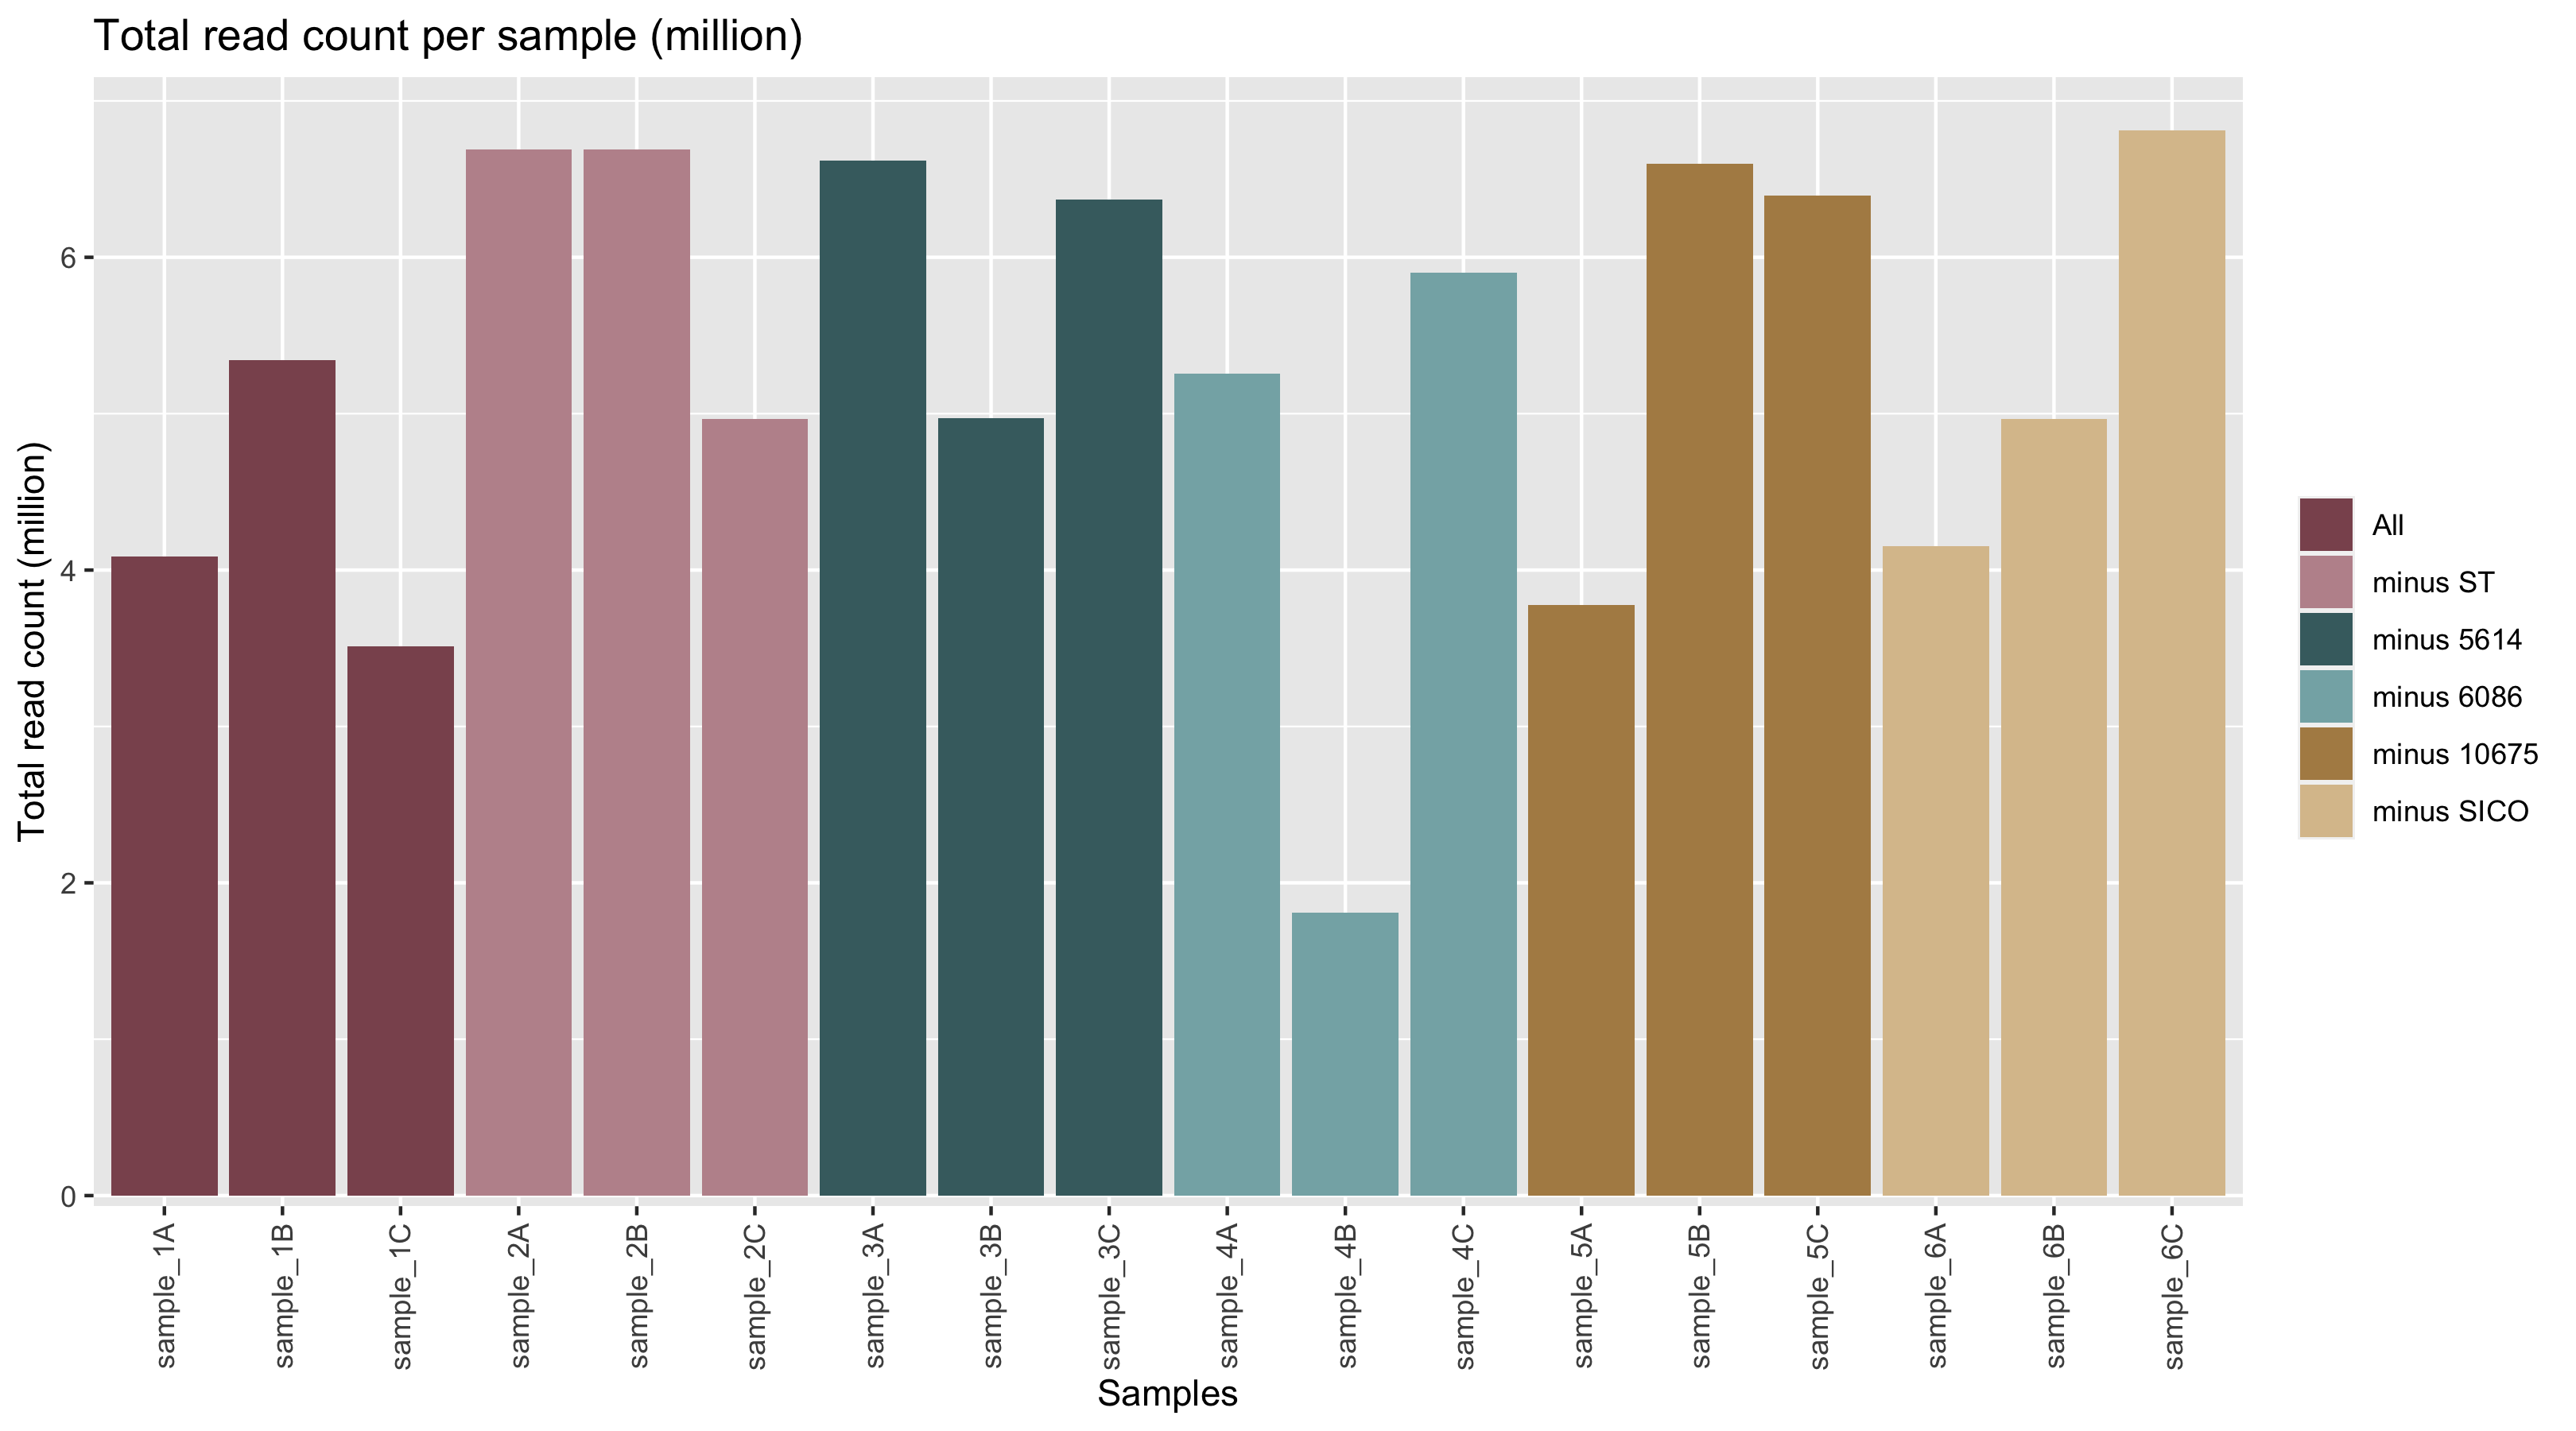 Total read count per sample (million)
Total read count (million)
6
4
2
0
sample_1A
sample_1B
sample_1C
sample_2A
sample_2B
sample_2C
sample_3A
sample_3B
sample_3C
sample_4A
sample_4B
sample_4C
sample_5A
sample_5B
sample_5C
sample_6A
sample_6B
sample_6C
Samples
All
minus ST
minus 5614
minus 6086
minus 10675
minus SICO